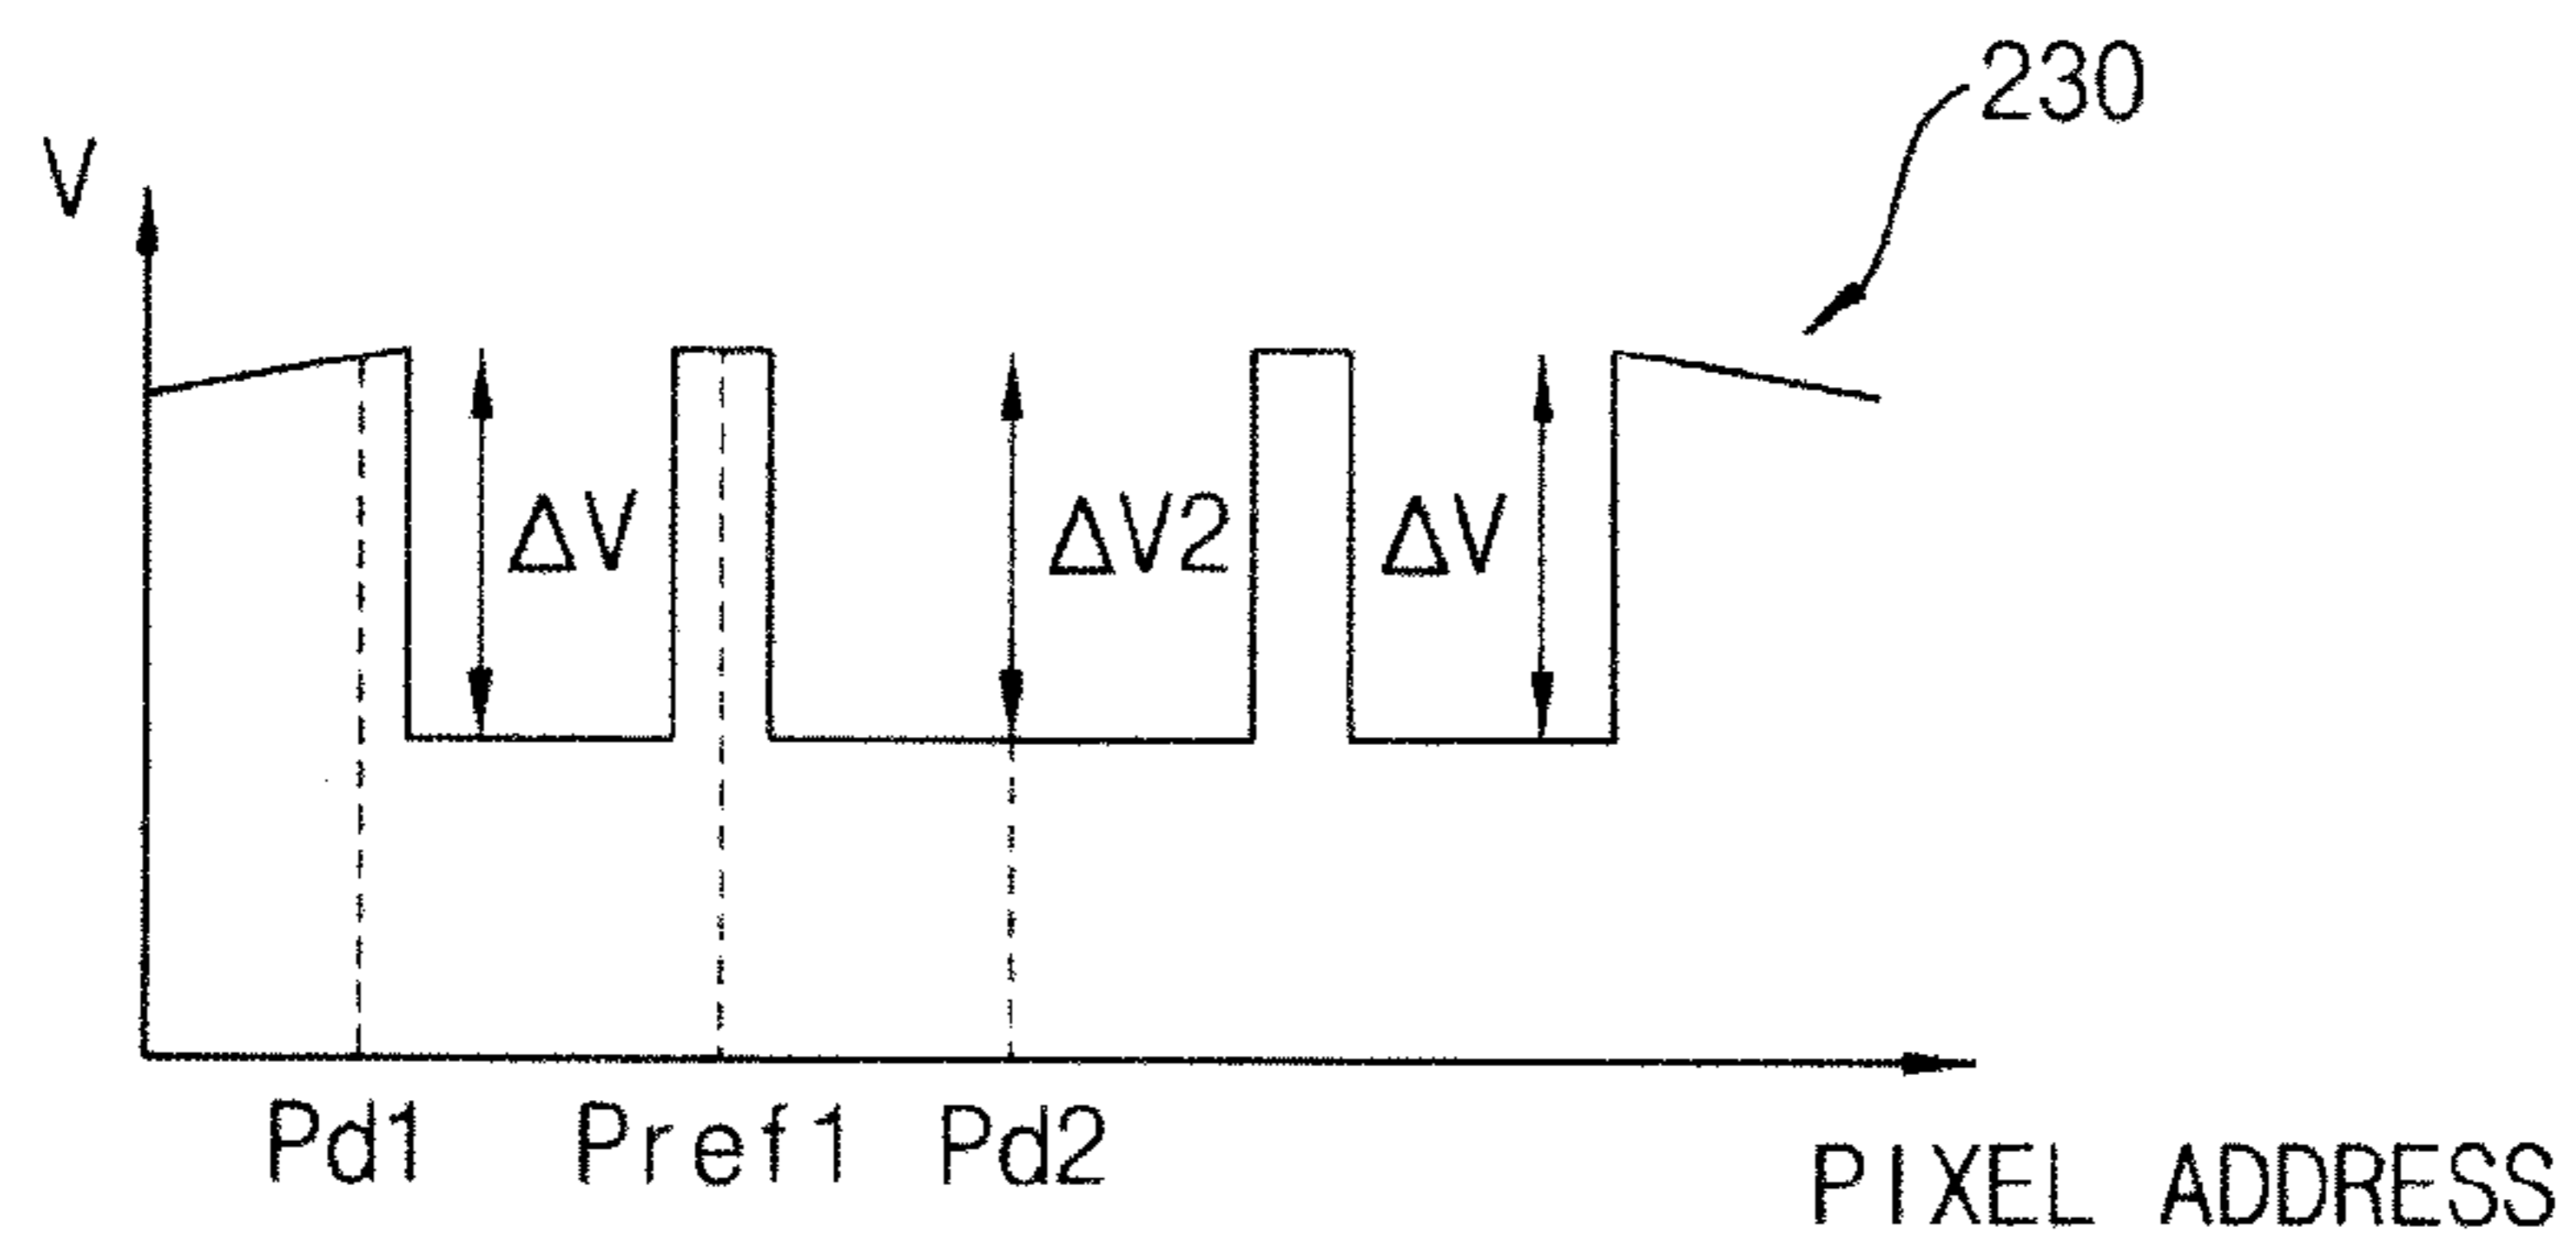 230
V
ΔV ΔV2 ΔV
Pd1 Pref1 Pd2
PIXEL ADDRESS